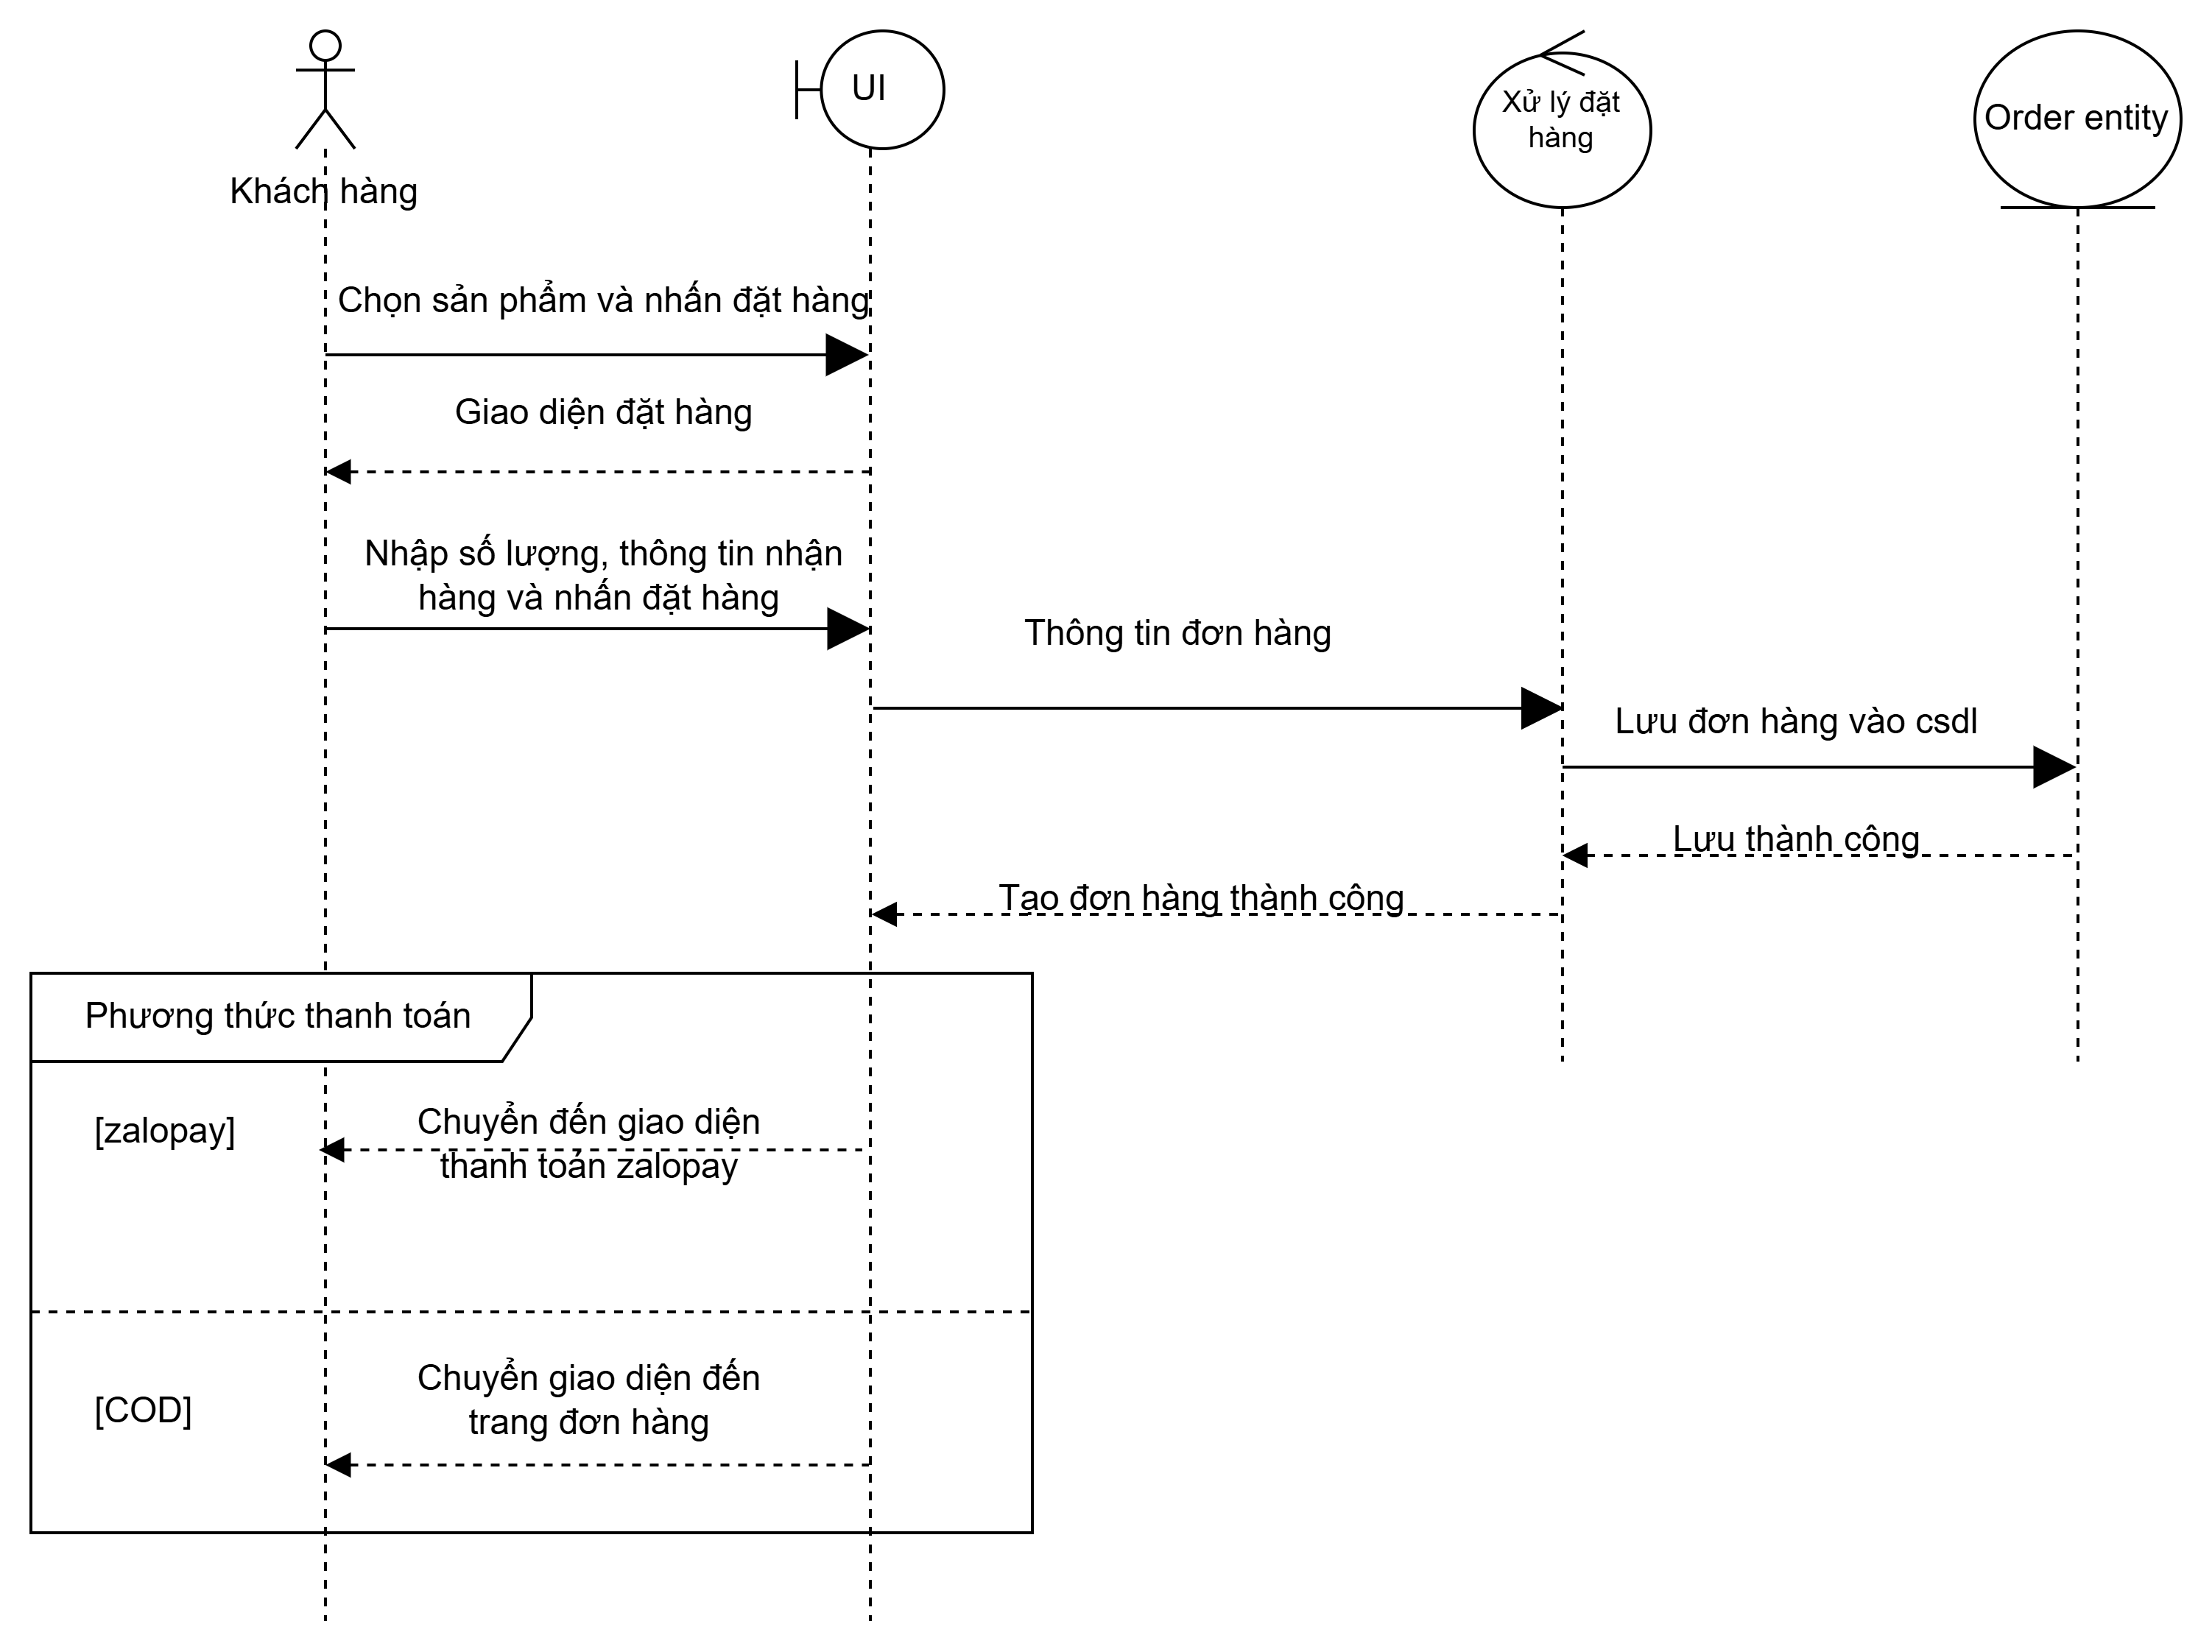 UI
Xử lý đặt
hàng
Order entity
Khách hàng
Chọn sản phẩm và nhấn đặt hàng
Giao diện đặt hàng
Nhập số lượng, thông tin nhận
hàng và nhấn đặt hàng
Thông tin đơn hàng
Lưu đơn hàng vào csdl
Lưu thành công
Tạo đơn hàng thành công
Phương thức thanh toán
[zalopay]
Chuyển đến giao diện
thanh toán zalopay
[COD]
Chuyển giao diện đến
trang đơn hàng